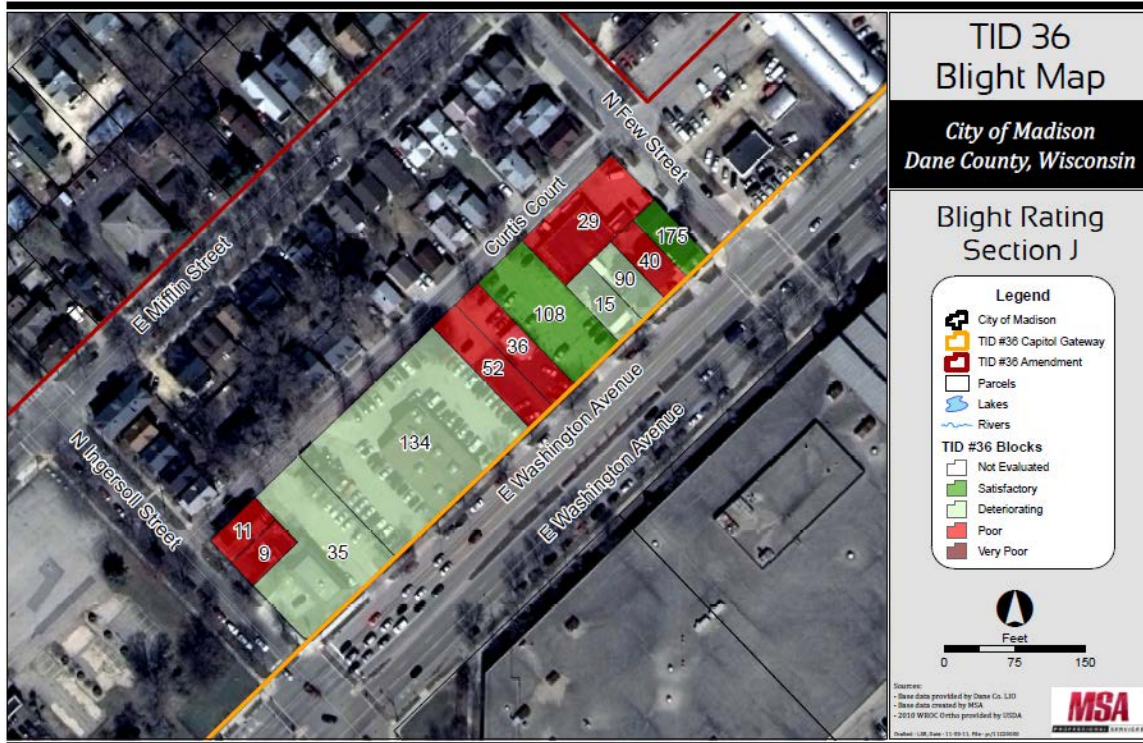 TID 36
Blight Map
City of Madison
Dane County, Wisconsin
Blight Rating
Section J
Legend
City of Madison
TID #36 Capitol Gateway
TID #36 Amendment
Parcels
Lakes
Rivers
TID #36 Blocks
Not Evaluated
Satisfactory
Deteriorating
Poor
Very Poor
Feet
0 75 150
Sources:
- Base data provided by Dane Co. LIO
- Base data created by MSA
- 2010 WROC Ortho provided by USDA
MSA
PROFESSIONAL SERVICES
N Few Street
Curtis Court
E Mifflin Street
N Ingersoll Street
E Washington Avenue
E Washington Avenue
29
175
40
90
15
108
36
52
134
35
11
9